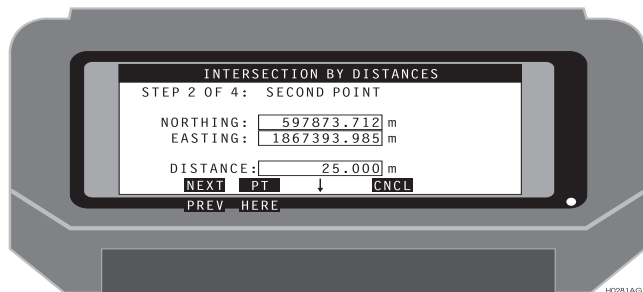 INTERSECTION BY DISTANCES
STEP 2 OF 4: SECOND POINT
NORTHING: 597873.712 m
EASTING: 1867393.985 m
DISTANCE: 25.000 m
NEXT PT ↓ CNCL
PREV HERE
H0281AG